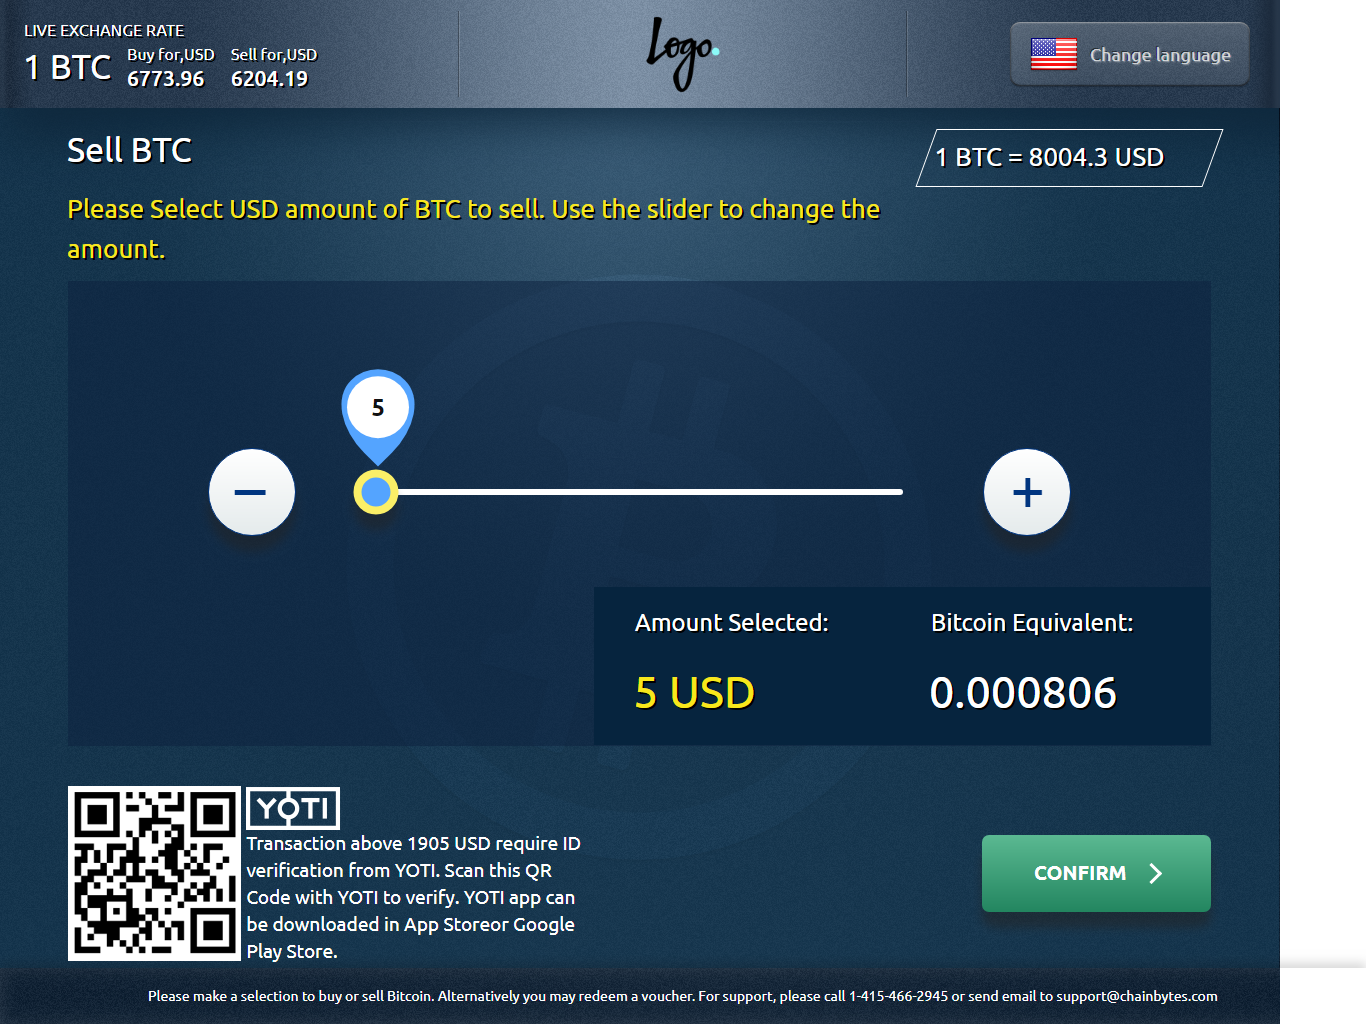 LIVE EXCHANGE RATE
1 BTC
Buy for,USD
6773.96
Sell for,USD
6204.19
Logo.
Change language
Sell BTC
1 BTC = 8004.3 USD
Please Select USD amount of BTC to sell. Use the slider to change the
amount.
5
Amount Selected:
Bitcoin Equivalent:
5 USD
0.000806
YOTI
Transaction above 1905 USD require ID
verification from YOTI. Scan this QR
Code with YOTI to verify. YOTI app can
be downloaded in App Storeor Google
Play Store.
CONFIRM
Please make a selection to buy or sell Bitcoin. Alternatively you may redeem a voucher. For support, please call 1-415-466-2945 or send email to support@chainbytes.com